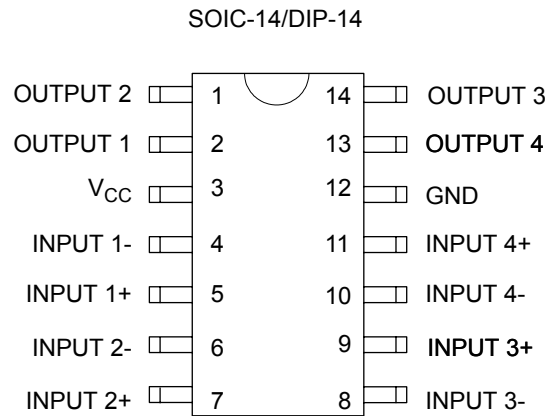 SOIC-14/DIP-14
OUTPUT 2 1 14 OUTPUT 3
OUTPUT 1 2 13 OUTPUT 4
VCC 3 12 GND
INPUT 1- 4 11 INPUT 4+
INPUT 1+ 5 10 INPUT 4-
INPUT 2- 6 9 INPUT 3+
INPUT 2+ 7 8 INPUT 3-